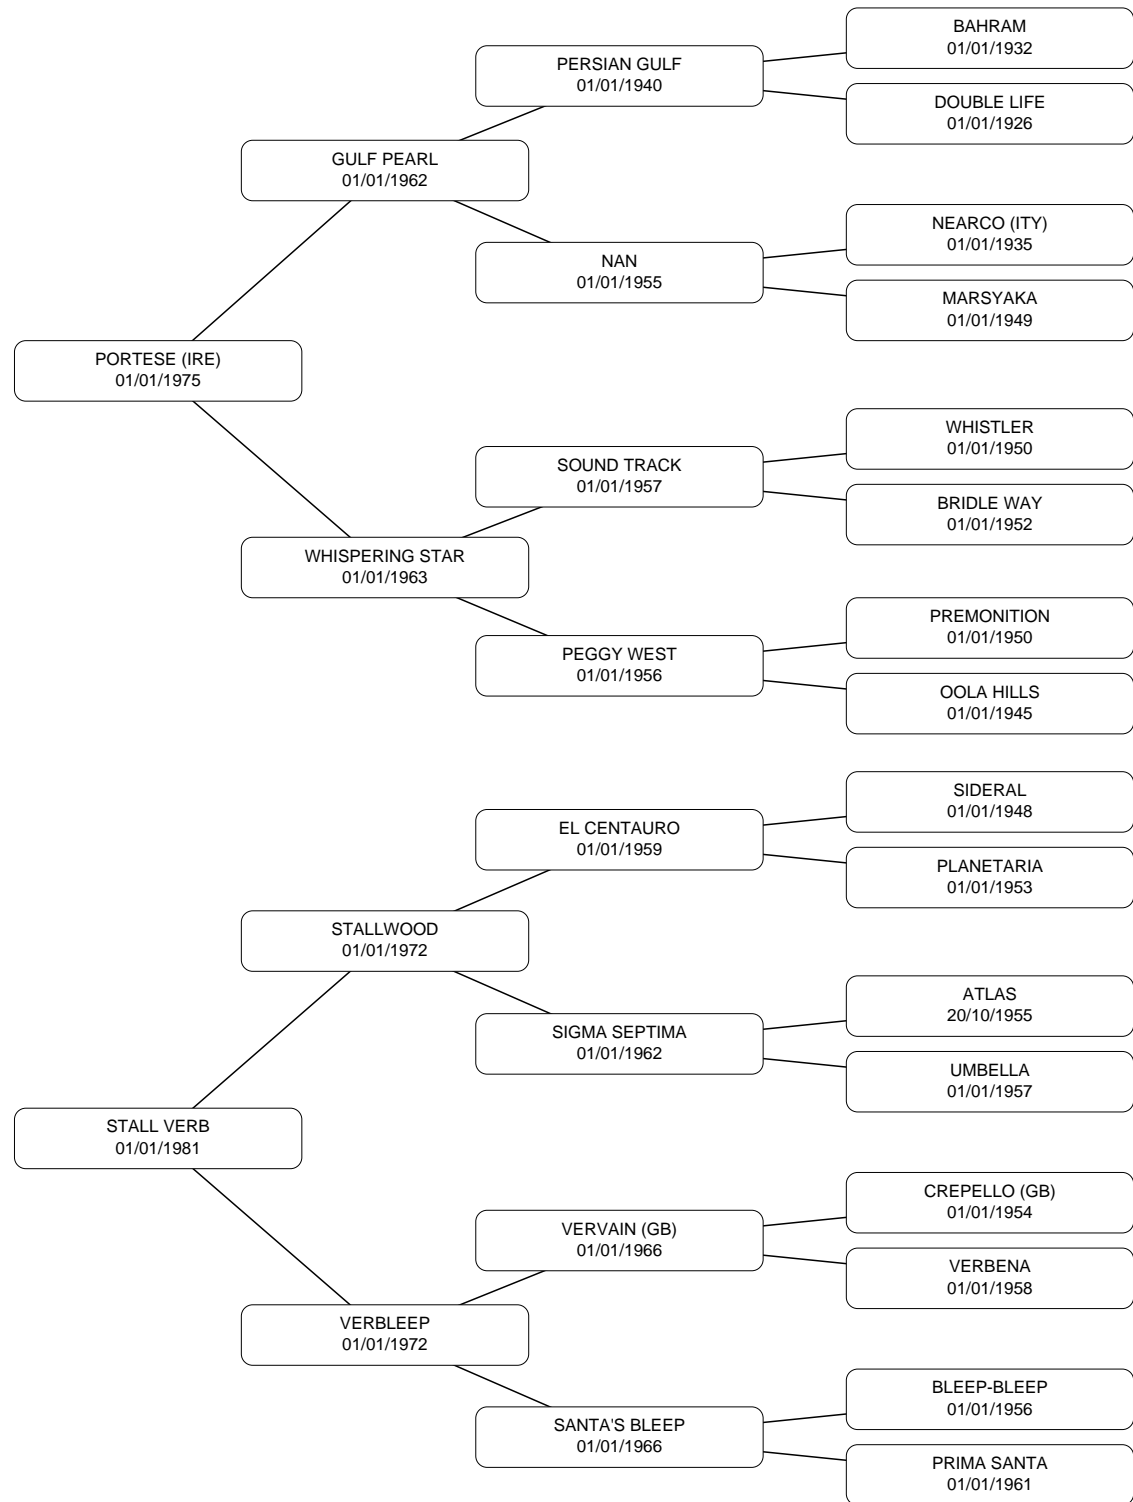 BAHRAM
01/01/1932
PERSIAN GULF
01/01/1940
DOUBLE LIFE
01/01/1926
GULF PEARL
01/01/1962
NEARCO (ITY)
01/01/1935
NAN
01/01/1955
MARSYAKA
01/01/1949
PORTESE (IRE)
01/01/1975
WHISTLER
01/01/1950
SOUND TRACK
01/01/1957
BRIDLE WAY
01/01/1952
WHISPERING STAR
01/01/1963
PREMONITION
01/01/1950
PEGGY WEST
01/01/1956
OOLA HILLS
01/01/1945
SIDERAL
01/01/1948
EL CENTAURO
01/01/1959
PLANETARIA
01/01/1953
STALLWOOD
01/01/1972
ATLAS
20/10/1955
SIGMA SEPTIMA
01/01/1962
UMBELLA
01/01/1957
STALL VERB
01/01/1981
CREPELLO (GB)
01/01/1954
VERVAIN (GB)
01/01/1966
VERBENA
01/01/1958
VERBLEEP
01/01/1972
BLEEP-BLEEP
01/01/1956
SANTA'S BLEEP
01/01/1966
PRIMA SANTA
01/01/1961